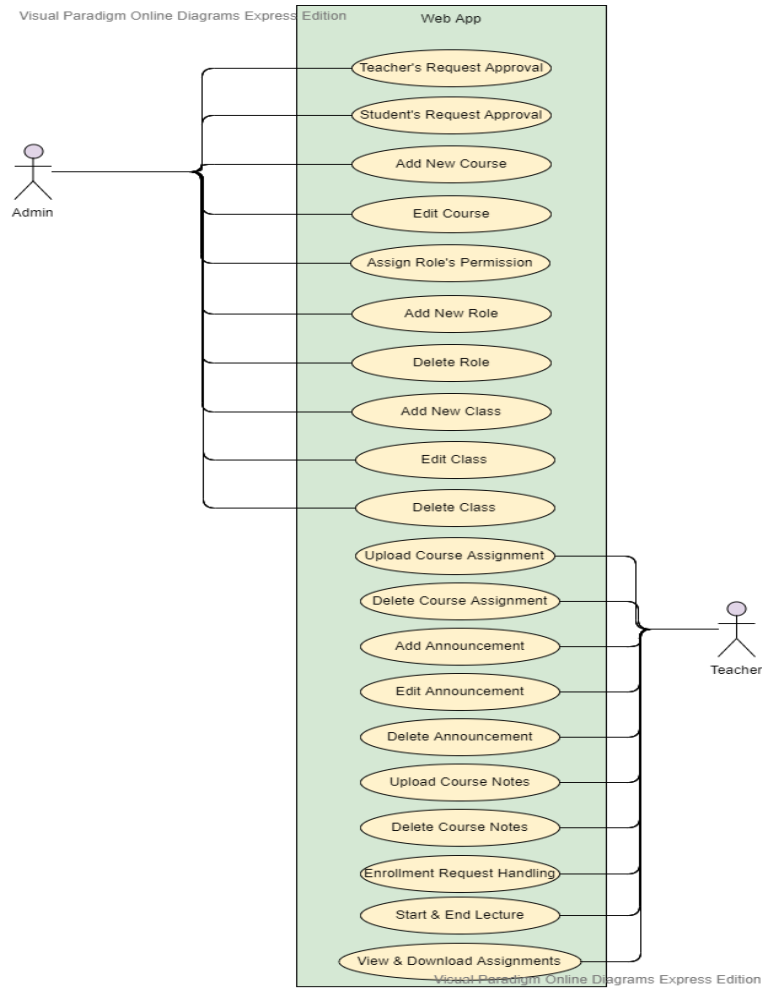 Visual Paradigm Online Diagrams Express Edition
Web App
Teacher's Request Approval
Student's Request Approval
Add New Course
Admin
Edit Course
Assign Role's Permission
Add New Role
Delete Role
Add New Class
Edit Class
Delete Class
Upload Course Assignment
Delete Course Assignment
Add Announcement
Teacher
Edit Announcement
Delete Announcement
Upload Course Notes
Delete Course Notes
Enrollment Request Handling
Start & End Lecture
View & Download Assignments
Visual Paradigm Online Diagrams Express Edition